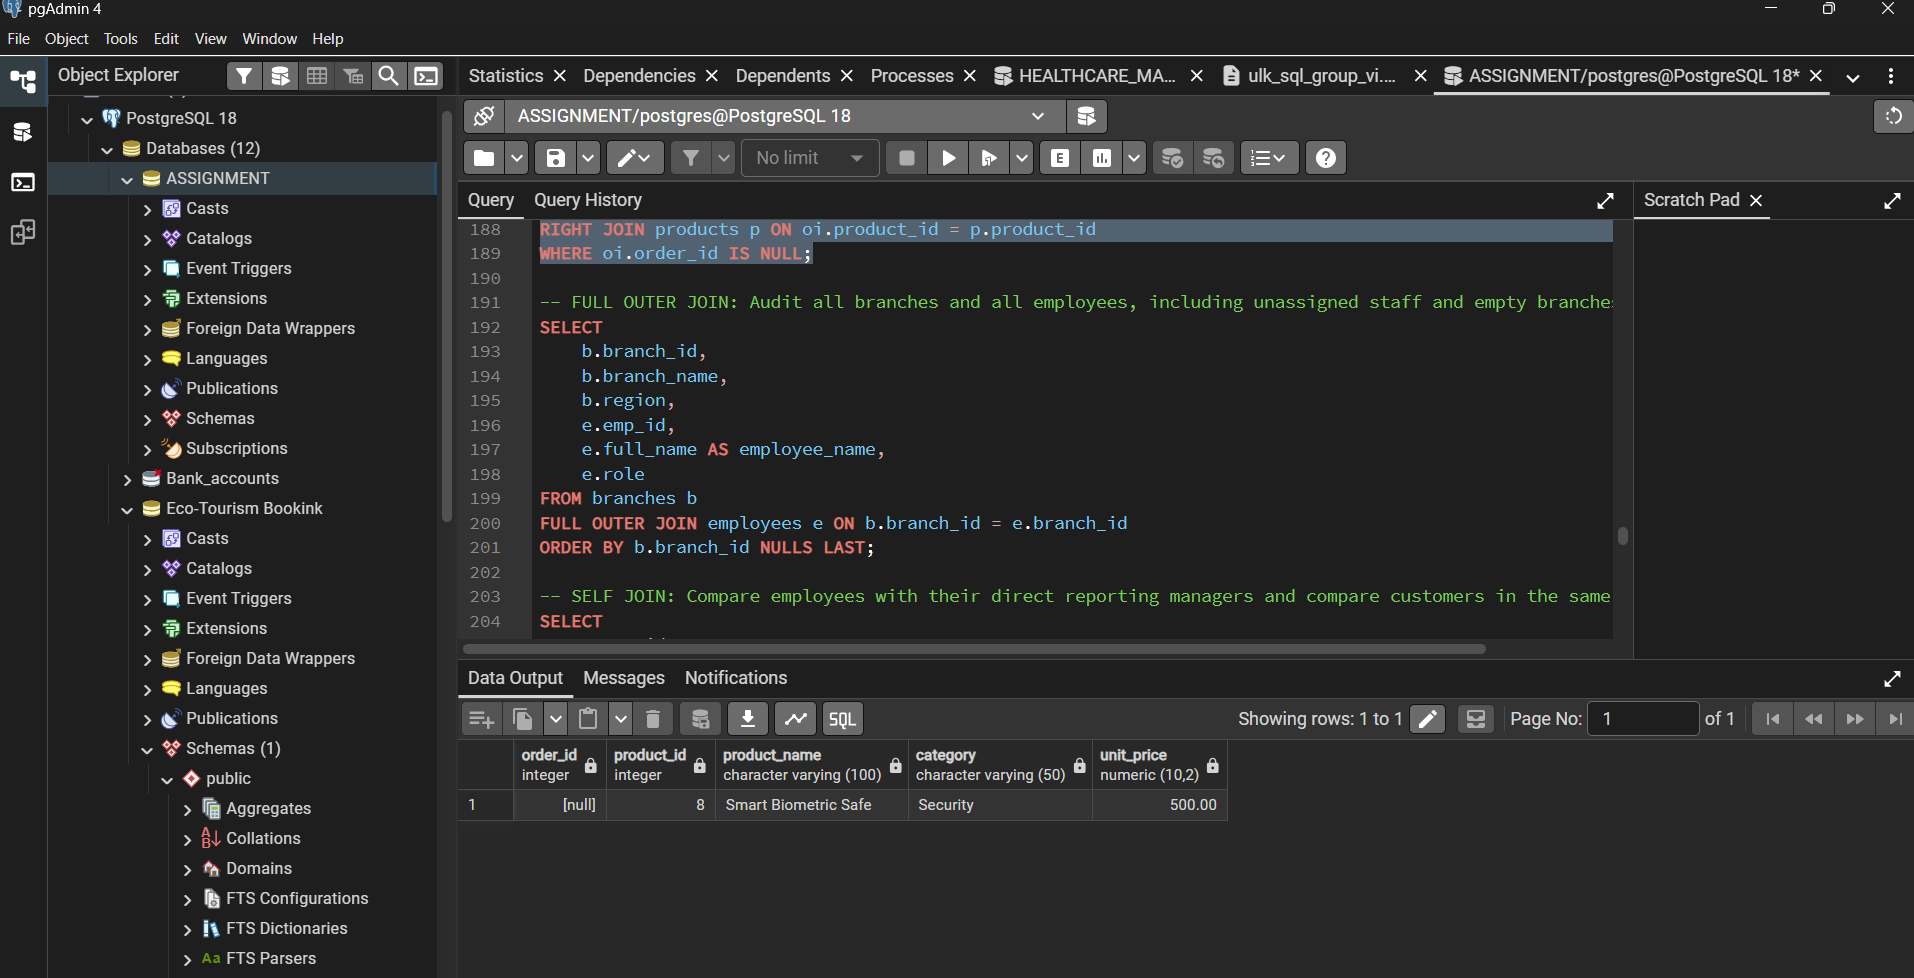 pgAdmin 4
File Object Tools Edit View Window Help
Object Explorer
Statistics Dependencies Dependents Processes HEALTHCARE_MA... ulk_sql_group_vi.... ASSIGNMENT/postgres@PostgreSQL 18*
PostgreSQL 18
Databases (12)
ASSIGNMENT
Casts
Catalogs
Event Triggers
Extensions
Foreign Data Wrappers
Languages
Publications
Schemas
Subscriptions
Bank_accounts
Eco-Tourism Bookink
Casts
Catalogs
Event Triggers
Extensions
Foreign Data Wrappers
Languages
Publications
Schemas (1)
public
Aggregates
Collations
Domains
FTS Configurations
FTS Dictionaries
Aa FTS Parsers
ASSIGNMENT/postgres@PostgreSQL 18
No limit
E
Query Query History
Scratch Pad
188 RIGHT JOIN products p ON oi.product_id = p.product_id
189 WHERE oi.order_id IS NULL;
190
191 -- FULL OUTER JOIN: Audit all branches and all employees, including unassigned staff and empty branche
192 SELECT
193 b.branch_id,
194 b.branch_name,
195 b.region,
196 e.emp_id,
197 e.full_name AS employee_name,
198 e.role
199 FROM branches b
200 FULL OUTER JOIN employees e ON b.branch_id = e.branch_id
201 ORDER BY b.branch_id NULLS LAST;
202
203 -- SELF JOIN: Compare employees with their direct reporting managers and compare customers in the same
204 SELECT
Data Output Messages Notifications
SQL
Showing rows: 1 to 1 Page No: 1 of 1
order_id product_id product_name category unit_price
integer integer character varying (100) character varying (50) numeric (10,2)
1 [null] 8 Smart Biometric Safe Security 500.00